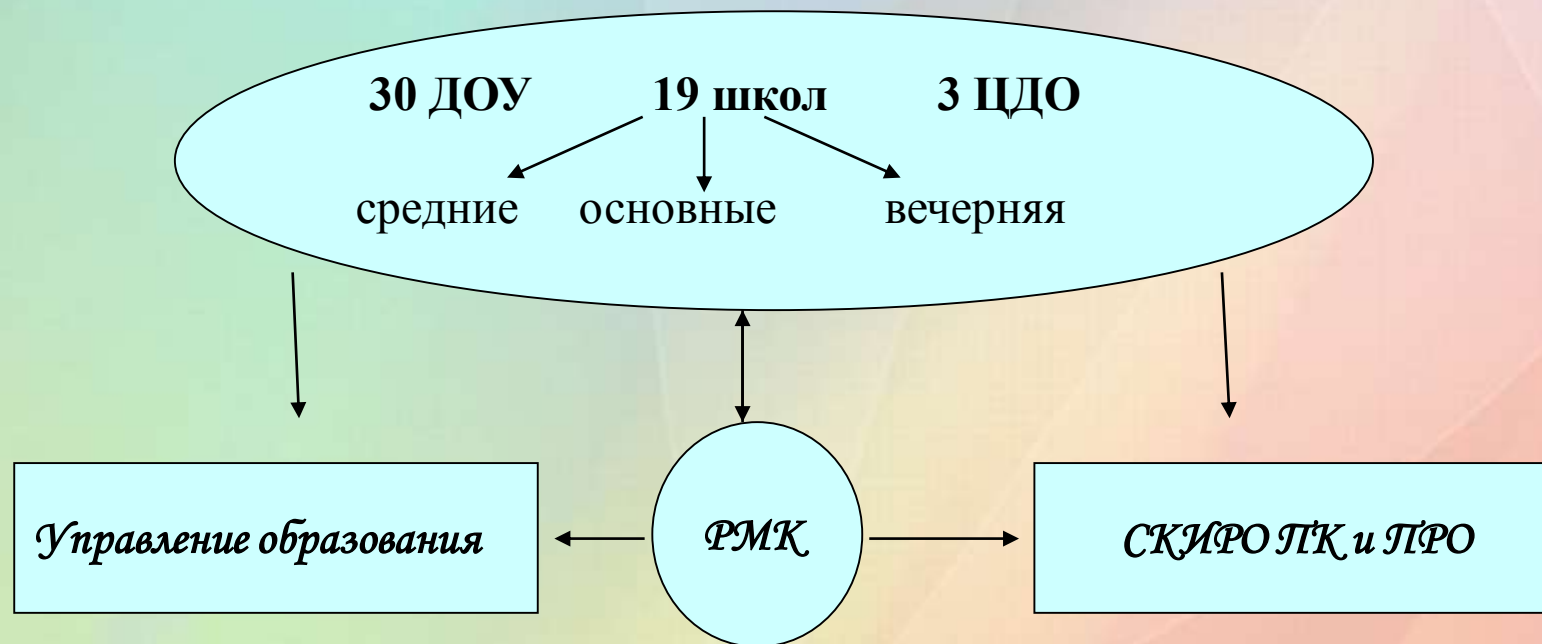 30 ДОУ 19 школ 3 ЦДО
средние основные вечерняя
Управление образования РМК СКИРО ПК и ПРО